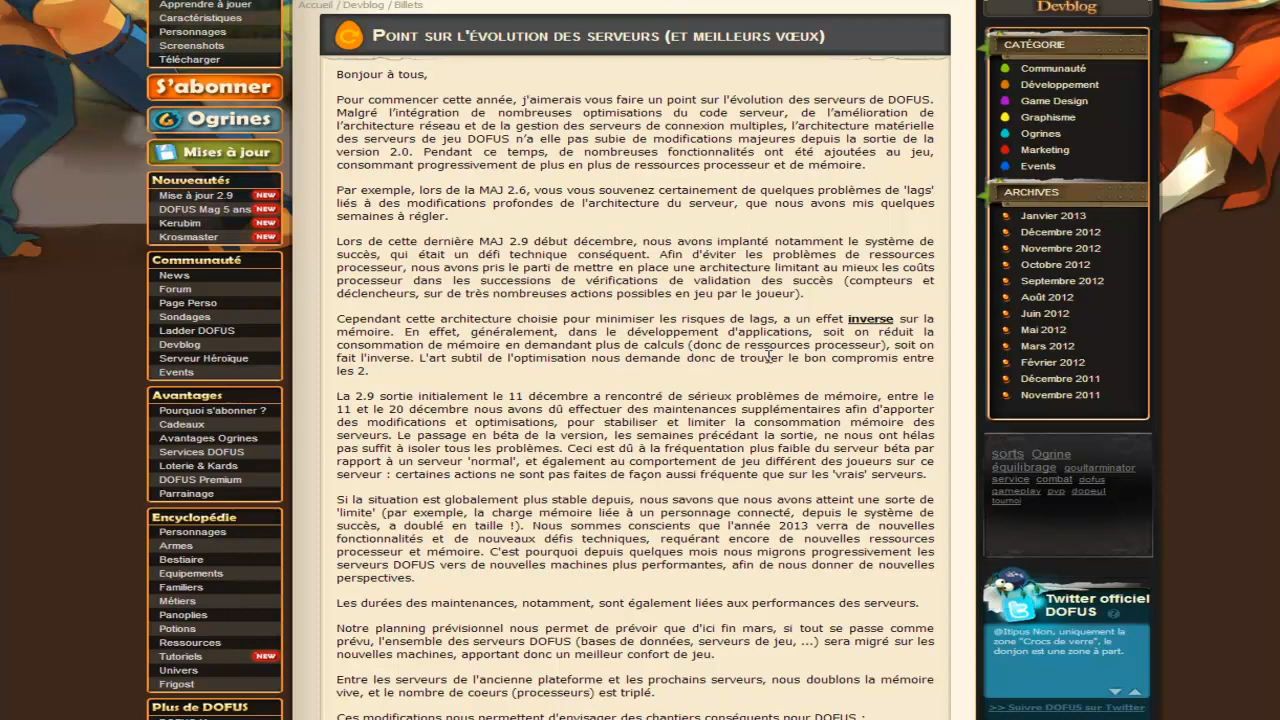 Apprendre à jouer
Caractéristiques
Personnages
Screenshots
Télécharger
S'abonner
Ogrines
Mises à jour
Nouveautés
Mise à jour 2.9 NEW
DOFUS Mag 5 ans NEW
Kerubim NEW
Krosmaster NEW
Communauté
News
Forum
Page Perso
Sondages
Ladder DOFUS
Devblog
Serveur Héroïque
Events
Avantages
Pourquoi s'abonner ?
Cadeaux
Avantages Ogrines
Services DOFUS
Loterie & Kards
DOFUS Premium
Parrainage
Encyclopédie
Personnages
Armes
Bestiaire
Equipements
Familiers
Métiers
Panoplies
Potions
Ressources
Tutoriels NEW
Univers
Frigost
Plus de DOFUS
Accueil / Devblog / Billets
Point sur l'évolution des serveurs (et meilleurs vœux)
Bonjour à tous,
Pour commencer cette année, j'aimerais vous faire un point sur l'évolution des serveurs de DOFUS.
Malgré l'intégration de nombreuses optimisations du code serveur, de l'amélioration de
l'architecture réseau et de la gestion des serveurs de connexion multiples, l'architecture matérielle
des serveurs de jeu DOFUS n'a elle pas subie de modifications majeures depuis la sortie de la
version 2.0. Pendant ce temps, de nombreuses fonctionnalités ont été ajoutées au jeu,
consommant progressivement de plus en plus de ressources processeur et de mémoire.
Par exemple, lors de la MAJ 2.6, vous vous souvenez certainement de quelques problèmes de 'lags'
liés à des modifications profondes de l'architecture du serveur, que nous avons mis quelques
semaines à régler.
Lors de cette dernière MAJ 2.9 début décembre, nous avons implanté notamment le système de
succès, qui était un défi technique conséquent. Afin d'éviter les problèmes de ressources
processeur, nous avons pris le parti de mettre en place une architecture limitant au mieux les coûts
processeur dans les successions de vérifications de validation des succès (compteurs et
déclencheurs, sur de très nombreuses actions possibles en jeu par le joueur).
Cependant cette architecture choisie pour minimiser les risques de lags, a un effet inverse sur la
mémoire. En effet, généralement, dans le développement d'applications, soit on réduit la
consommation de mémoire en demandant plus de calculs (donc de ressources processeur), soit on
fait l'inverse. L'art subtil de l'optimisation nous demande donc de trouver le bon compromis entre
les 2.
La 2.9 sortie initialement le 11 décembre a rencontré de sérieux problèmes de mémoire, entre le
11 et le 20 décembre nous avons dû effectuer des maintenances supplémentaires afin d'apporter
des modifications et optimisations, pour stabiliser et limiter la consommation mémoire des
serveurs. Le passage en béta de la version, les semaines précédant la sortie, ne nous ont hélas
pas suffit à isoler tous les problèmes. Ceci est dû à la fréquentation plus faible du serveur béta par
rapport à un serveur 'normal', et également au comportement de jeu différent des joueurs sur ce
serveur : certaines actions ne sont pas faites de façon aussi fréquente que sur les 'vrais' serveurs.
Si la situation est globalement plus stable depuis, nous savons que nous avons atteint une sorte de
'limite' (par exemple, la charge mémoire liée à un personnage connecté, depuis le système de
succès, a doublé en taille !). Nous sommes conscients que l'année 2013 verra de nouvelles
fonctionnalités et de nouveaux défis techniques, requérant encore de nouvelles ressources
processeur et mémoire. C'est pourquoi depuis quelques mois nous migrons progressivement les
serveurs DOFUS vers de nouvelles machines plus performantes, afin de nous donner de nouvelles
perspectives.
Les durées des maintenances, notamment, sont également liées aux performances des serveurs.
Notre planning prévisionnel nous permet de prévoir que d'ici fin mars, si tout se passe comme
prévu, l'ensemble des serveurs DOFUS (bases de données, serveurs de jeu, ...) sera migré sur les
nouvelles machines, apportant donc un meilleur confort de jeu.
Entre les serveurs de l'ancienne plateforme et les prochains serveurs, nous doublons la mémoire
vive, et le nombre de coeurs (processeurs) est triplé.
Ces modifications nous permettent d'envisager des chantiers conséquents pour DOFUS :
Devblog
CATÉGORIE
Communauté
Développement
Game Design
Graphisme
Ogrines
Marketing
Events
ARCHIVES
Janvier 2013
Décembre 2012
Novembre 2012
Octobre 2012
Septembre 2012
Août 2012
Juin 2012
Mai 2012
Mars 2012
Février 2012
Décembre 2011
Novembre 2011
sorts Ogrine
équilibrage goultarminator
service combat dofus
gameplay pvp dopeul
tournoi
Twitter officiel
DOFUS
@Itipus Non, uniquement la
zone "Crocs de verre", le
donjon est une zone à part.
>> Suivre DOFUS sur Twitter